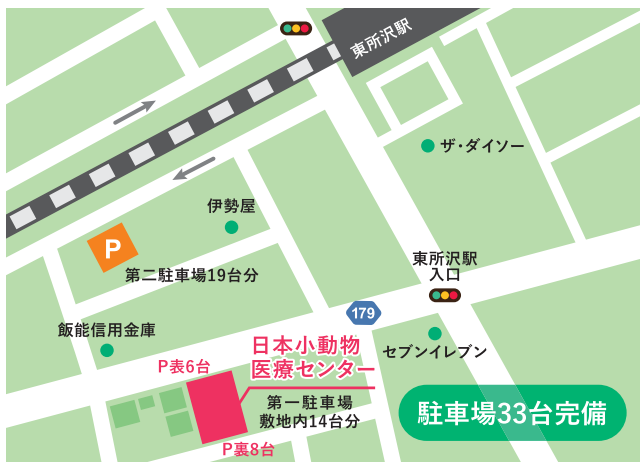 東所沢駅
ザ・ダイソー
伊勢屋
P
第二駐車場19台分
東所沢駅
入口
179
飯能信用金庫
セブンイレブン
日本小動物
医療センター
P表6台
第一駐車場
敷地内14台分
P裏8台
駐車場33台完備